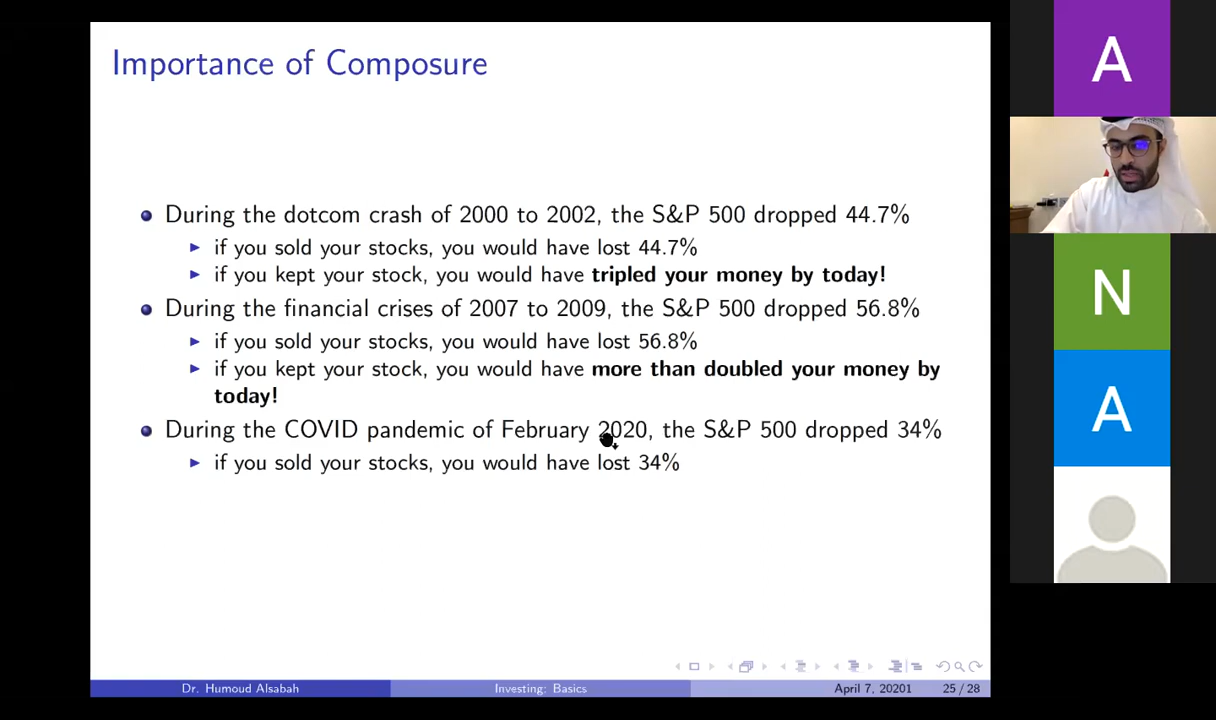 Importance of Composure
During the dotcom crash of 2000 to 2002, the S&P 500 dropped 44.7%
if you sold your stocks, you would have lost 44.7%
if you kept your stock, you would have tripled your money by today!
During the financial crises of 2007 to 2009, the S&P 500 dropped 56.8%
if you sold your stocks, you would have lost 56.8%
if you kept your stock, you would have more than doubled your money by
today!
During the COVID pandemic of February 2020, the S&P 500 dropped 34%
if you sold your stocks, you would have lost 34%
Dr. Humoud Alsabah
Investing: Basics
April 7, 20201
25 / 28
A
N
A